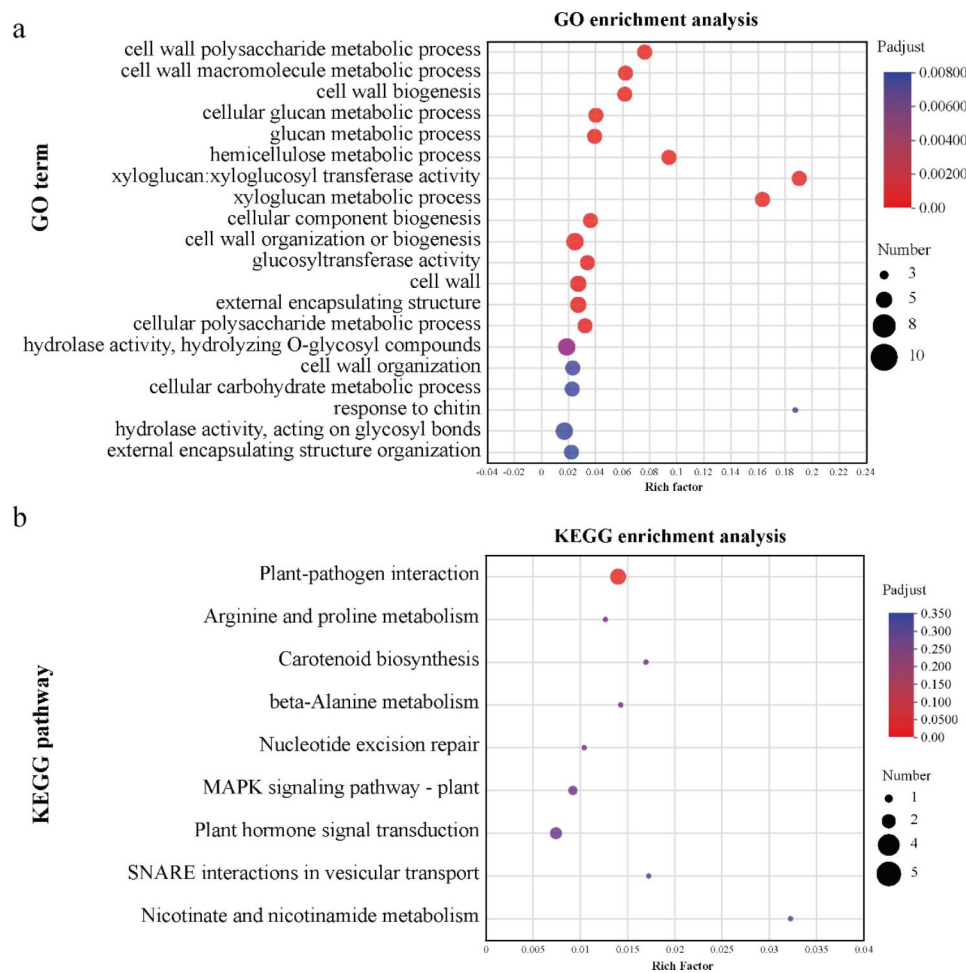 a
GO enrichment analysis
GO term
cell wall polysaccharide metabolic process
cell wall macromolecule metabolic process
cell wall biogenesis
cellular glucan metabolic process
glucan metabolic process
hemicellulose metabolic process
xyloglucan:xyloglucosyl transferase activity
xyloglucan metabolic process
cellular component biogenesis
cell wall organization or biogenesis
glucosyltransferase activity
cell wall
external encapsulating structure
cellular polysaccharide metabolic process
hydrolase activity, hydrolyzing O-glycosyl compounds
cell wall organization
cellular carbohydrate metabolic process
response to chitin
hydrolase activity, acting on glycosyl bonds
external encapsulating structure organization
-0.04 -0.02 0 0.02 0.04 0.06 0.08 0.1 0.12 0.14 0.16 0.18 0.2 0.22 0.24
Rich factor
Padjust
0.00800
0.00600
0.00400
0.00200
0.00
Number
3
5
8
10
b
KEGG enrichment analysis
KEGG pathway
Plant-pathogen interaction
Arginine and proline metabolism
Carotenoid biosynthesis
beta-Alanine metabolism
Nucleotide excision repair
MAPK signaling pathway - plant
Plant hormone signal transduction
SNARE interactions in vesicular transport
Nicotinate and nicotinamide metabolism
0 0.005 0.01 0.015 0.02 0.025 0.03 0.035 0.04
Rich Factor
Padjust
0.350
0.300
0.250
0.200
0.150
0.100
0.0500
0.00
Number
1
2
4
5